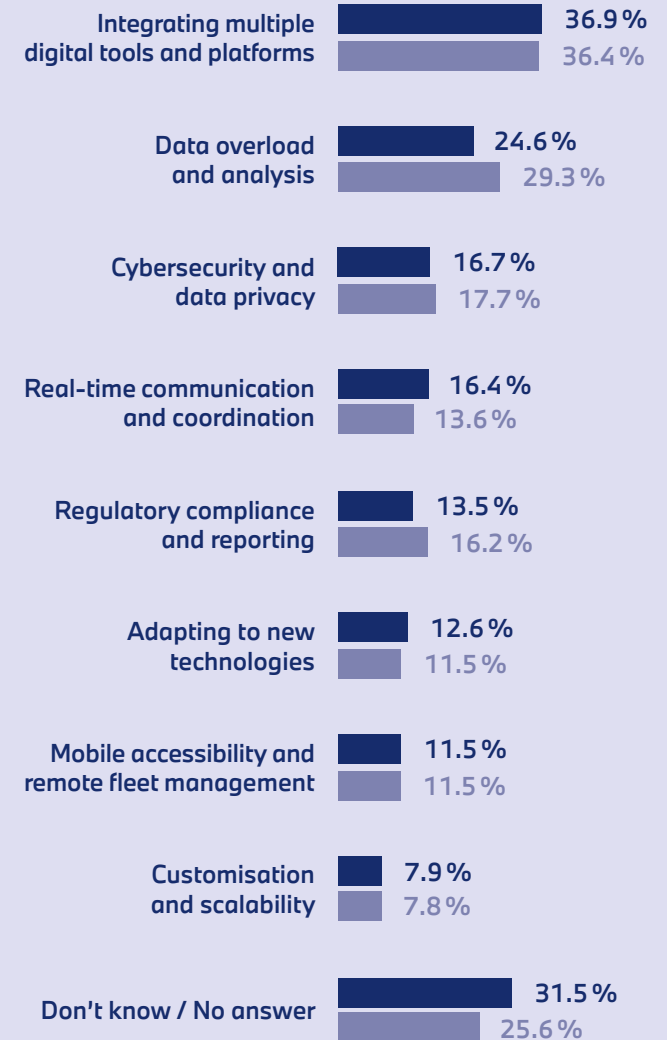 Integrating multiple
digital tools and platforms
36.9 %
36.4 %
Data overload
and analysis
24.6 %
29.3 %
Cybersecurity and
data privacy
16.7 %
17.7 %
Real-time communication
and coordination
16.4 %
13.6 %
Regulatory compliance
and reporting
13.5 %
16.2 %
Adapting to new
technologies
12.6 %
11.5 %
Mobile accessibility and
remote fleet management
11.5 %
11.5 %
Customisation
and scalability
7.9 %
7.8 %
Don't know / No answer
31.5 %
25.6 %